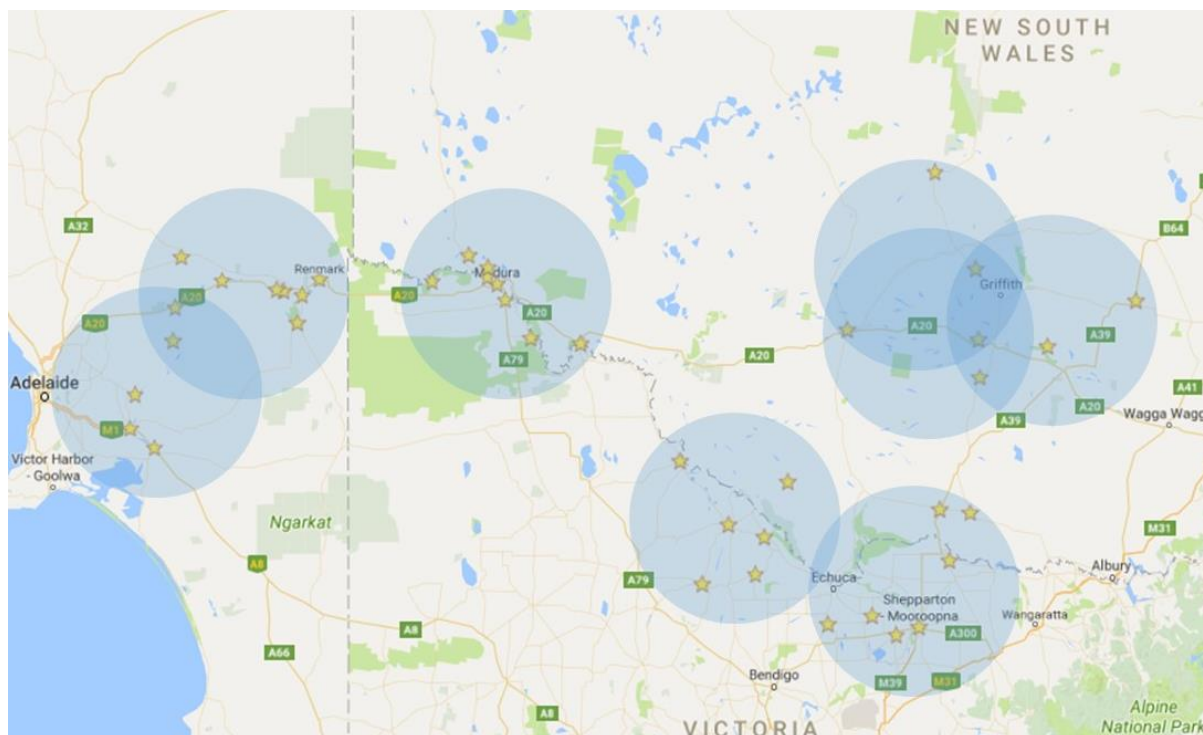 NEW SOUTH
WALES
A32
B64
Renmark
Mildura
A20
A20
A20
A20
Griffith
A20
A39
A79
A20
Adelaide
A41
A20
M1
A39
Wagga Wagg
Victor Harbor
- Goolwa
Ngarkat
M31
A8
A79
Echuca
Albury
Shepparton
- Mooroopna
Wangaratta
A8
A300
A66
Bendigo
M39
M31
A8
VICTORIA
Alpine
National Park